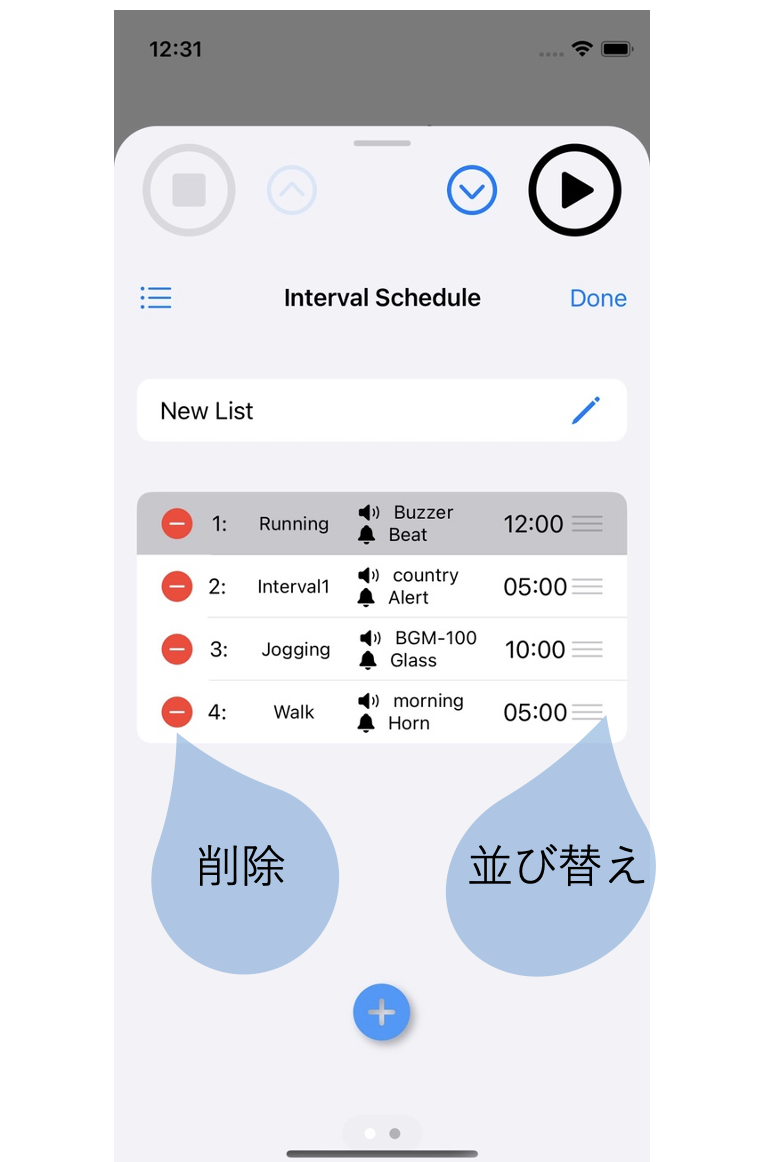 12:31
Interval Schedule Done
New List
1: Running Buzzer Beat 12:00
2: Interval1 country Alert 05:00
3: Jogging BGM-100 Glass 10:00
4: Walk morning Horn 05:00
削除 並び替え